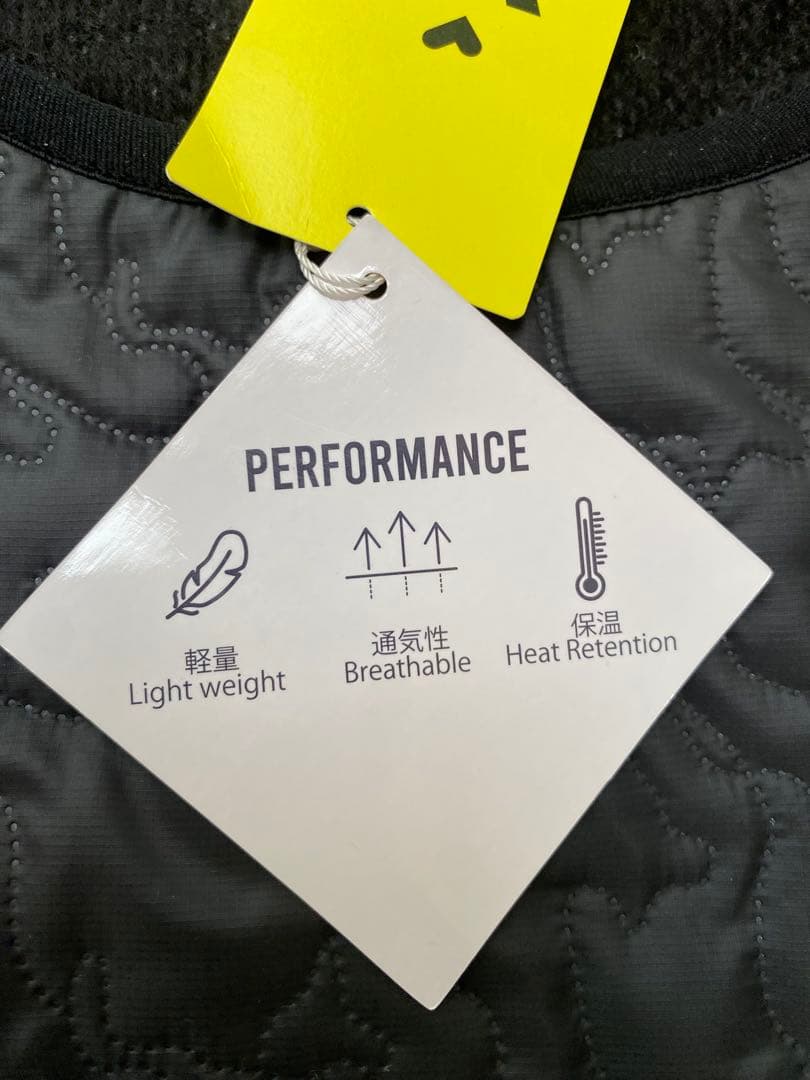 PERFORMANCE
軽量
Light weight
通気性
Breathable
保温
Heat Retention